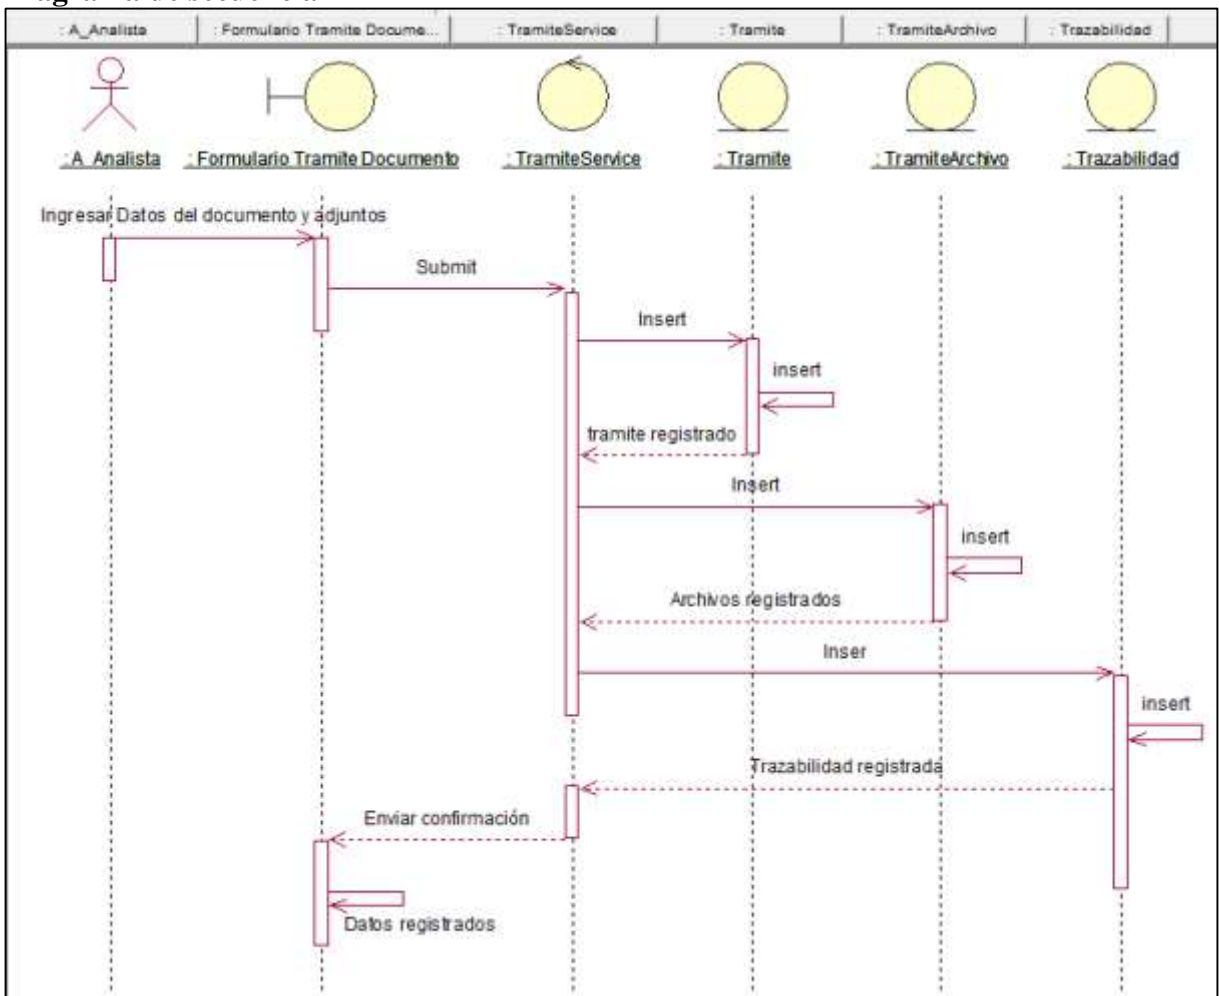 : A_Analista : Formulario Tramite Docume... : TramiteService : Tramite : TramiteArchivo : Trazabilidad
: A_Analista : Formulario Tramite Documento : TramiteService : Tramite : TramiteArchivo : Trazabilidad
Ingresar Datos del documento y adjuntos
Submit
Insert
insert
tramite registrado
Insert
insert
Archivos registrados
Inser
insert
Trazabilidad registrada
Enviar confirmación
Datos registrados